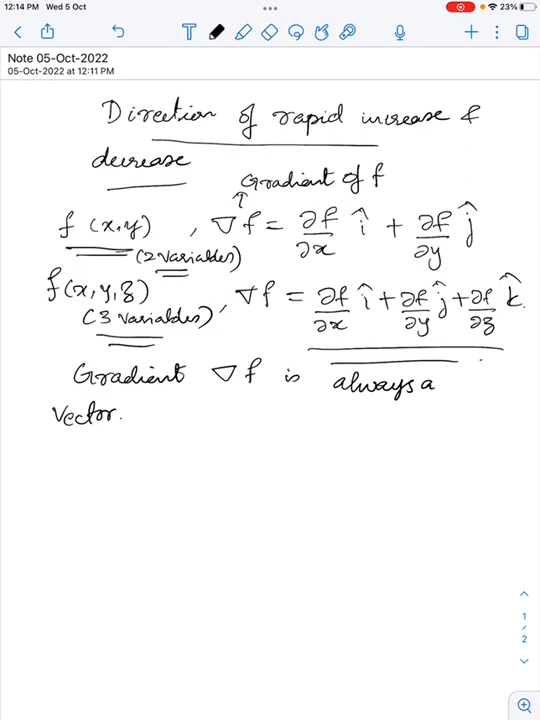 12:14 PM Wed 5 Oct
23%
Note 05-Oct-2022
05-Oct-2022 at 12:11 PM
Direction of rapid increase &
decrease
Gradient of f
f (x,y) , ∇f = ∂f/∂x î + ∂f/∂y ĵ
(2 variables)
f(x,y,z) , ∇f = ∂f/∂x î + ∂f/∂y ĵ + ∂f/∂z k̂.
(3 variables)
Gradient ∇f is always a
Vector.
1
/
2